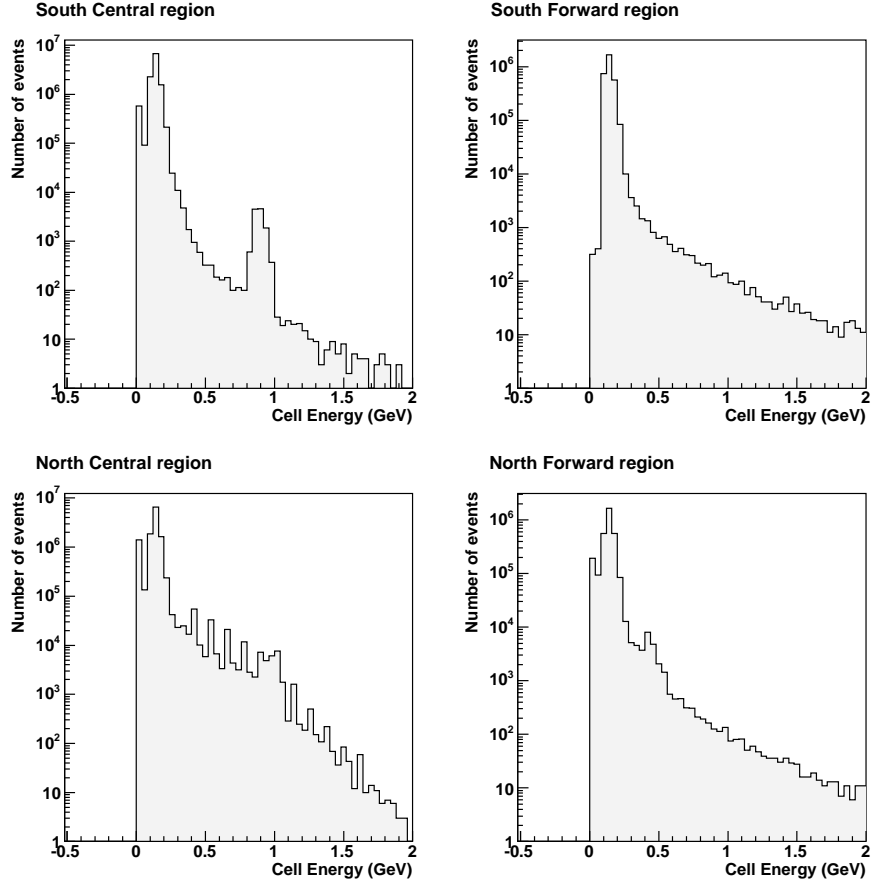 South Central region
Number of events
10^7
10^6
10^5
10^4
10^3
10^2
10
1
-0.5 0 0.5 1 1.5 2
Cell Energy (GeV)
South Forward region
Number of events
10^6
10^5
10^4
10^3
10^2
10
1
-0.5 0 0.5 1 1.5 2
Cell Energy (GeV)
North Central region
Number of events
10^7
10^6
10^5
10^4
10^3
10^2
10
1
-0.5 0 0.5 1 1.5 2
Cell Energy (GeV)
North Forward region
Number of events
10^6
10^5
10^4
10^3
10^2
10
1
-0.5 0 0.5 1 1.5 2
Cell Energy (GeV)